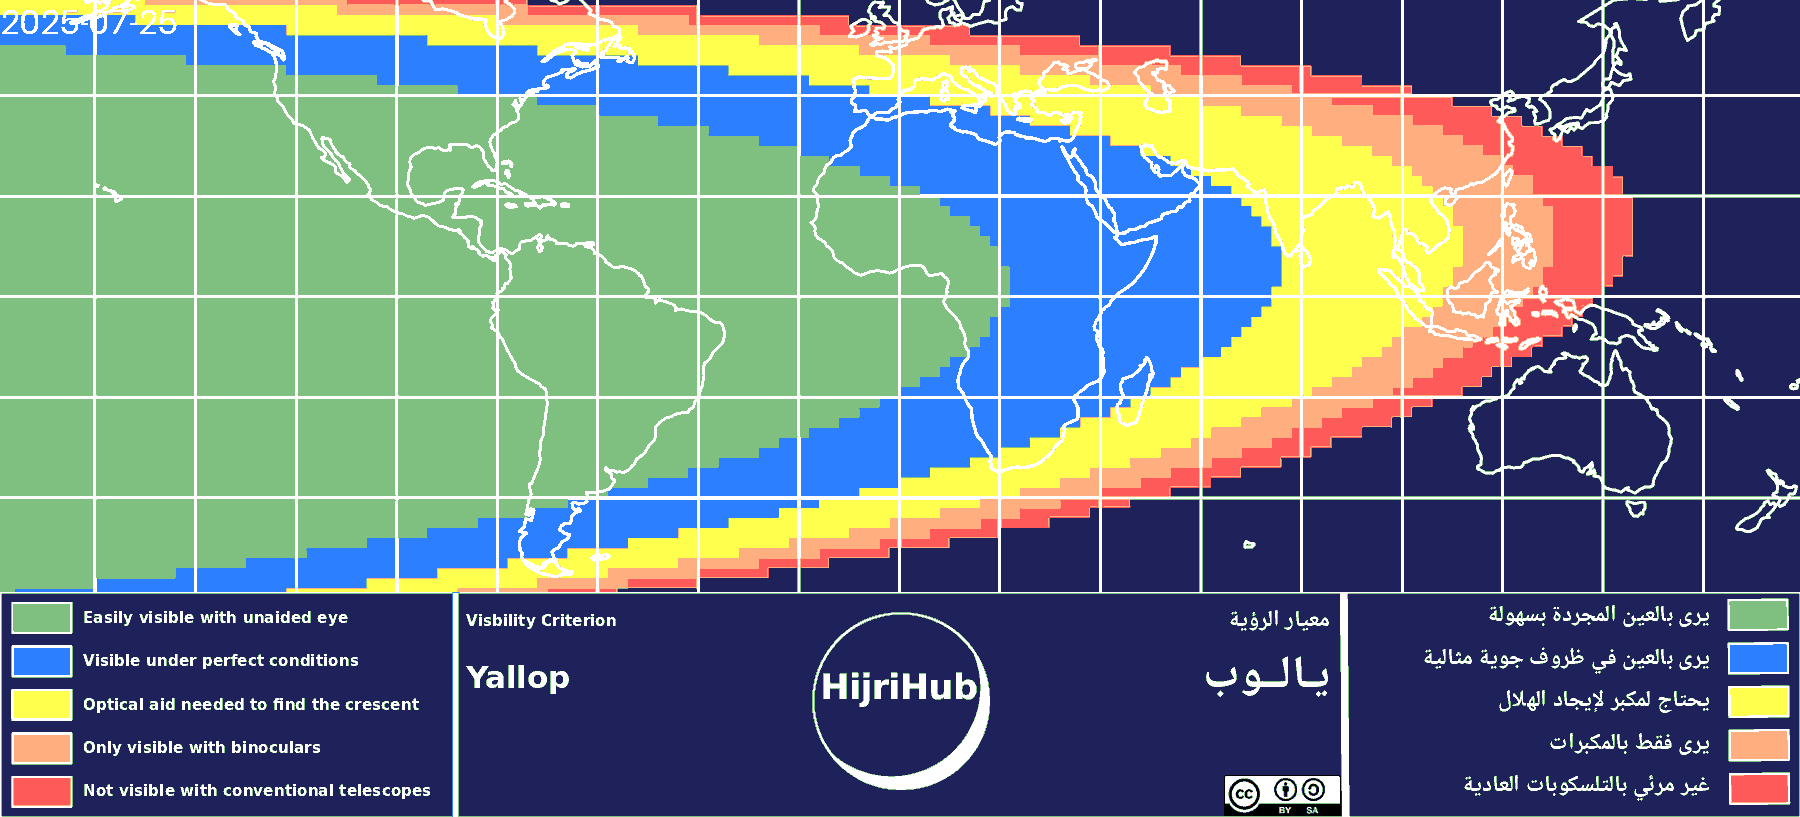 2025-07-25
Easily visible with unaided eye
Visible under perfect conditions
Optical aid needed to find the crescent
Only visible with binoculars
Not visible with conventional telescopes
Visbility Criterion
Yallop
HijriHub
معيار الرؤية
يـالـوب
cc
BY SA
يرى بالعين المجردة بسهولة
يرى بالعين في ظروف جوية مثالية
يحتاج لمكبر لإيجاد الهلال
يرى فقط بالمكبرات
غير مرئي بالتلسكوبات العادية